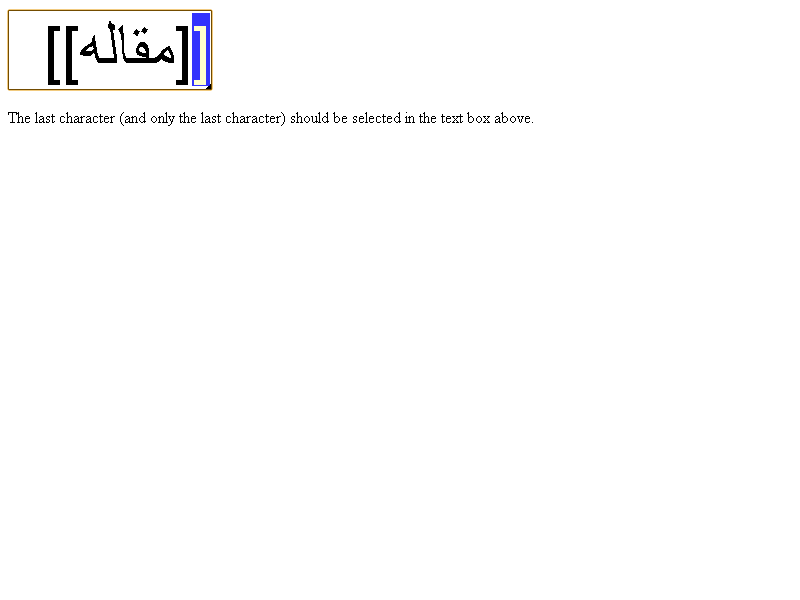 [[مقاله]]
The last character (and only the last character) should be selected in the text box above.